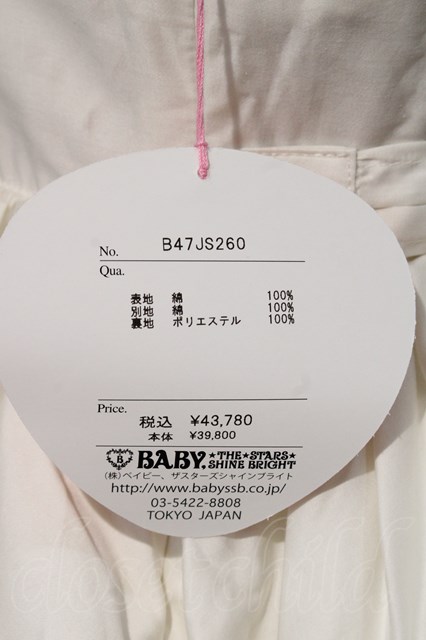 No. B47JS260
Qua.
表地 綿 100%
別地 綿 100%
裏地 ポリエステル 100%
Price.
税込 ¥43,780
本体 ¥39,800
B BABY, ★THE★STARS★
SHINE BRIGHT
(株)ベイビー、ザスターズシャインブライト
http://www.babyssb.co.jp/
03-5422-8808
TOKYO JAPAN
closetchild